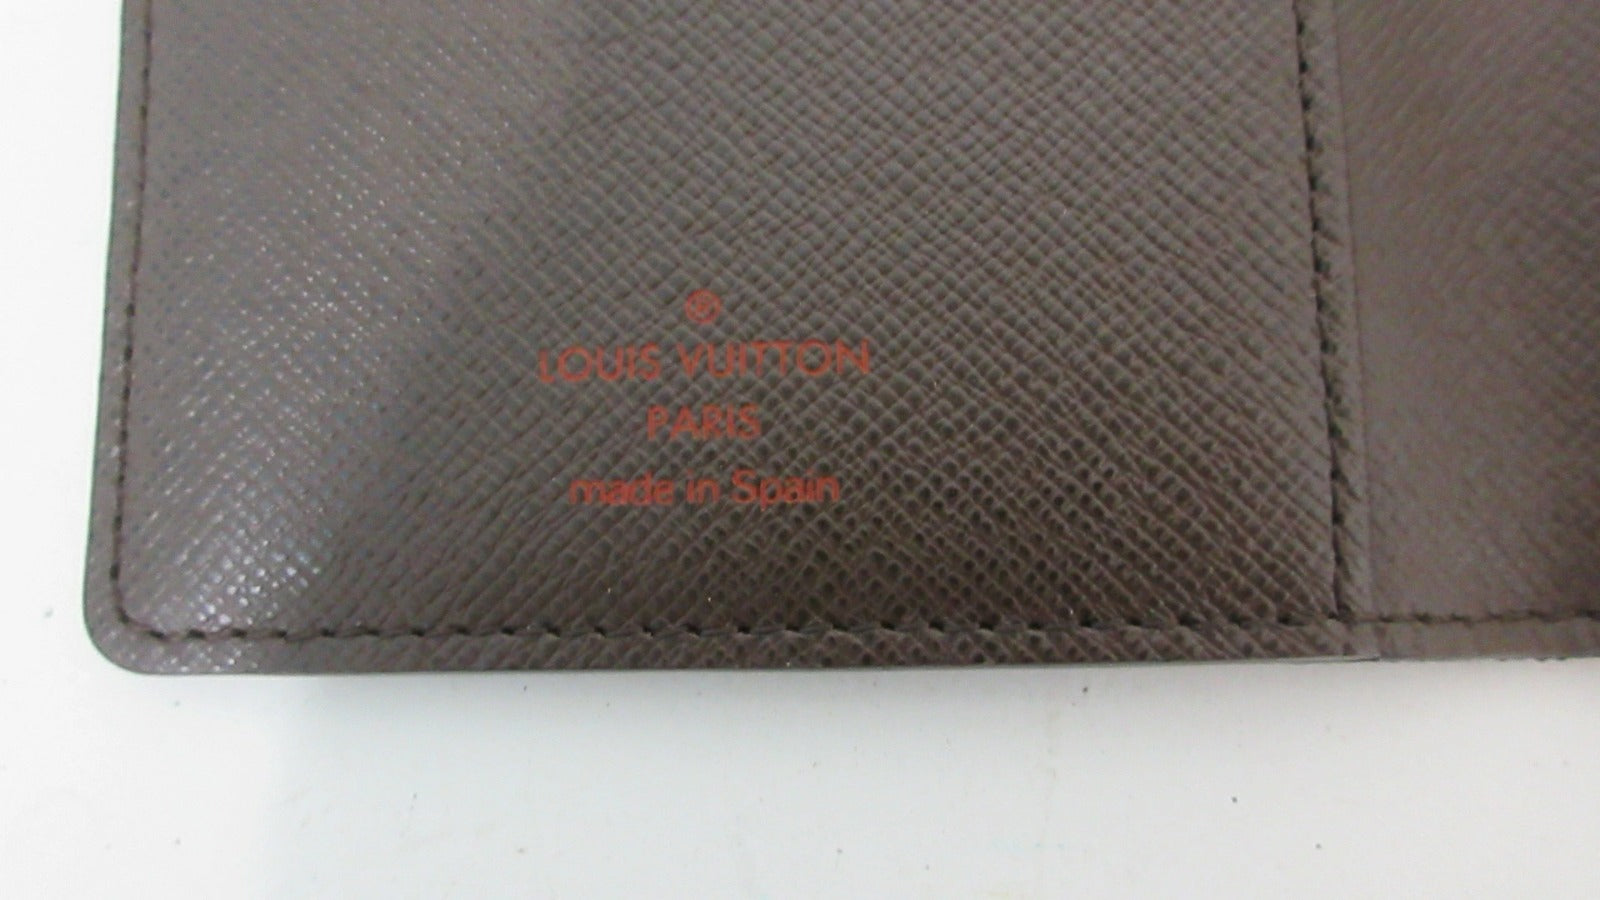 ®
LOUIS VUITTON
PARIS
made in Spain